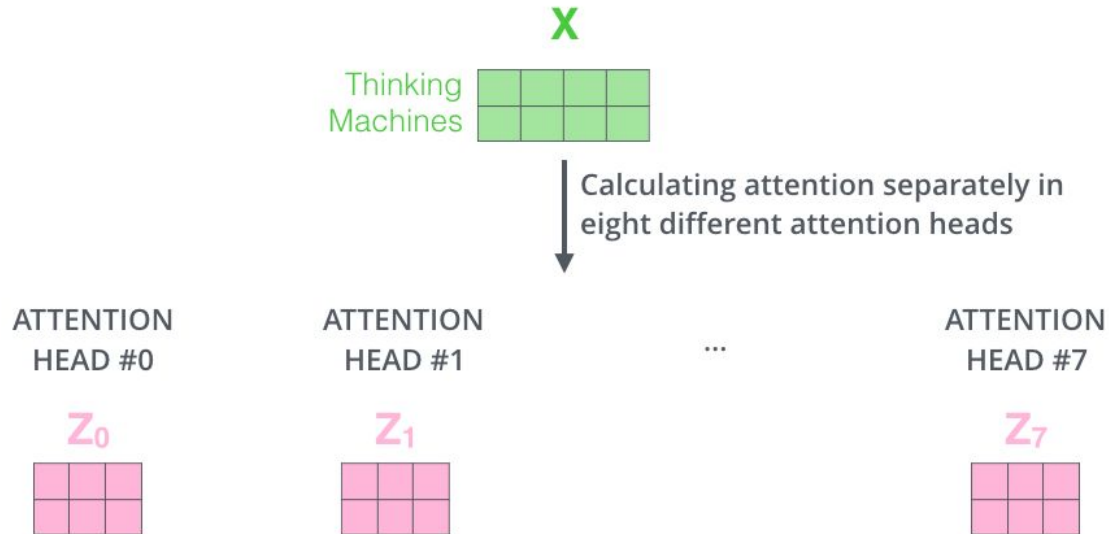 X
Thinking
Machines
Calculating attention separately in
eight different attention heads
ATTENTION
HEAD #0
ATTENTION
HEAD #1
...
ATTENTION
HEAD #7
Z0
Z1
Z7